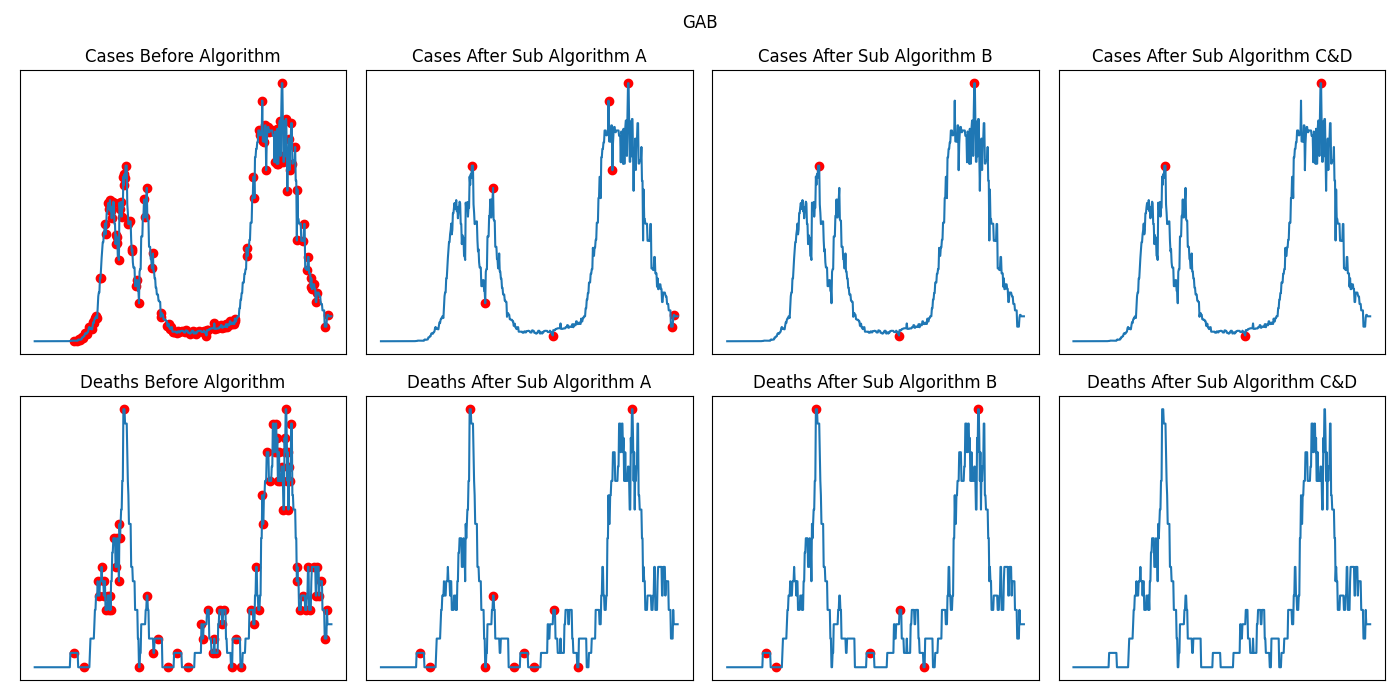 GAB
Cases Before Algorithm
Cases After Sub Algorithm A
Cases After Sub Algorithm B
Cases After Sub Algorithm C&D
Deaths Before Algorithm
Deaths After Sub Algorithm A
Deaths After Sub Algorithm B
Deaths After Sub Algorithm C&D